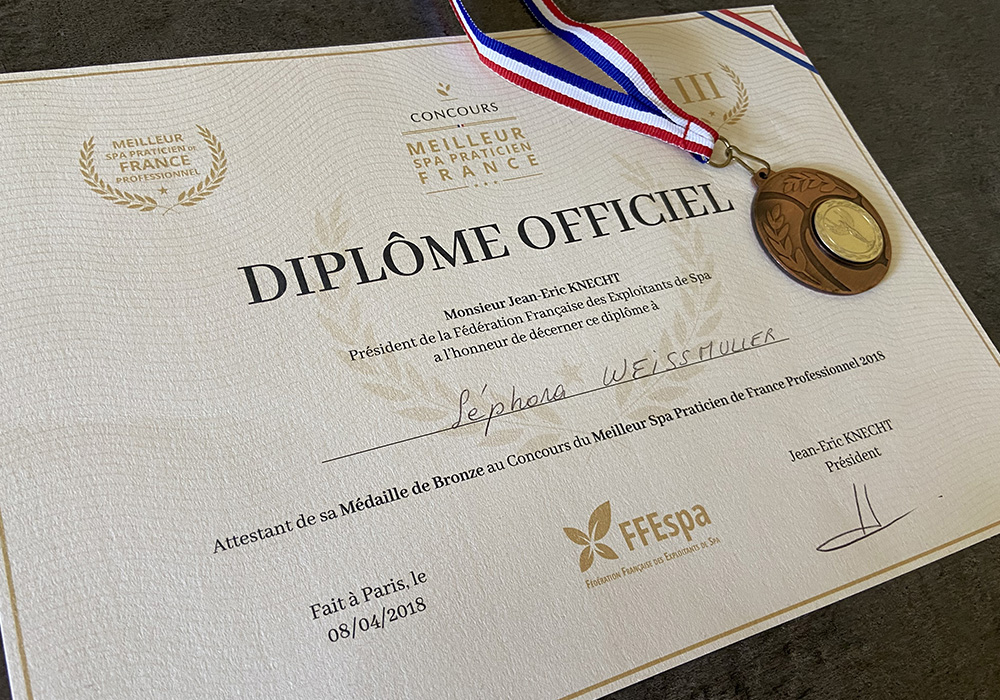 CONCOURS
MEILLEUR
SPA PRATICIEN
FRANCE
MEILLEUR
SPA PRATICIEN DE
FRANCE
PROFESSIONNEL
III
DIPLÔME OFFICIEL
Monsieur Jean-Eric KNECHT
Président de la Fédération Française des Exploitants de Spa
a l'honneur de décerner ce diplôme à
Séphora WEISSMULLER
Attestant de sa Médaille de Bronze au Concours du Meilleur Spa Praticien de France Professionnel 2018
Jean-Eric KNECHT
Président
FFEspa
FÉDÉRATION FRANÇAISE DES EXPLOITANTS DE SPA
Fait à Paris, le
08/04/2018